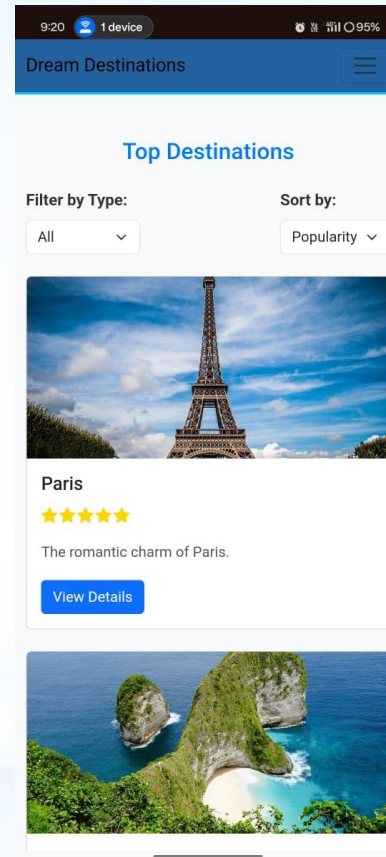 9:20 1 device 95%
Dream Destinations
Top Destinations
Filter by Type: Sort by:
All Popularity
Paris
The romantic charm of Paris.
View Details